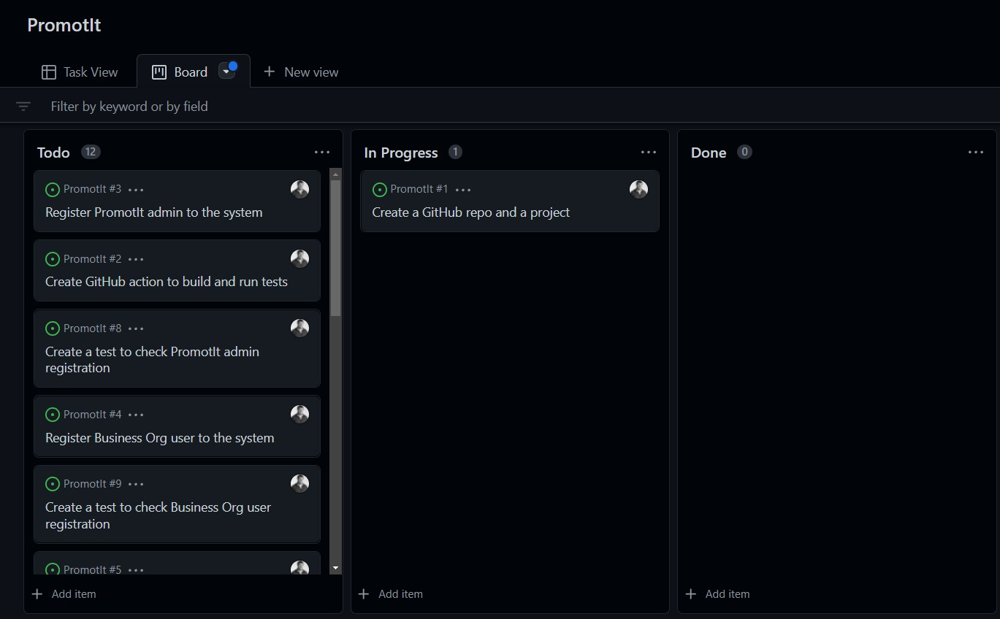 PromotIt
Task View
Board
New view
Filter by keyword or by field
Todo 12
PromotIt #3
Register PromotIt admin to the system
PromotIt #2
Create GitHub action to build and run tests
PromotIt #8
Create a test to check PromotIt admin
registration
PromotIt #4
Register Business Org user to the system
PromotIt #9
Create a test to check Business Org user
registration
PromotIt #5
Add item
In Progress 1
PromotIt #1
Create a GitHub repo and a project
Add item
Done 0
Add item